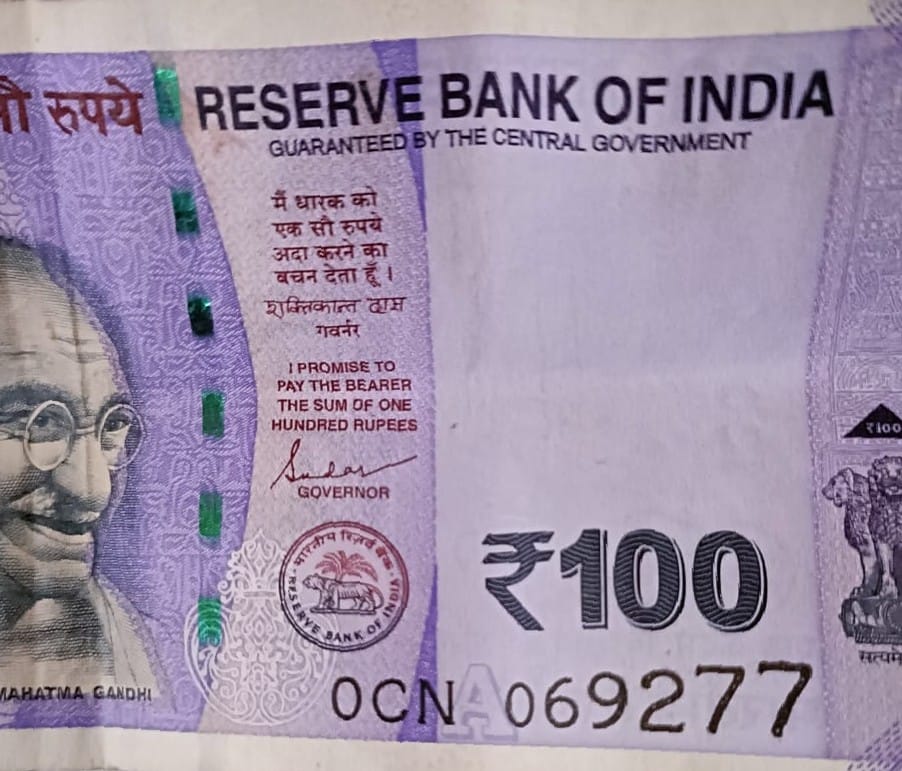 सौ रुपये
RESERVE BANK OF INDIA
GUARANTEED BY THE CENTRAL GOVERNMENT
मैं धारक को
एक सौ रुपये
अदा करने का
वचन देता हूँ ।
शक्तिकान्त दास
गवर्नर
I PROMISE TO
PAY THE BEARER
THE SUM OF ONE
HUNDRED RUPEES
GOVERNOR
भारतीय रिज़र्व बैंक
RESERVE BANK OF INDIA
₹100
₹100
MAHATMA GANDHI
A
0CN 069277